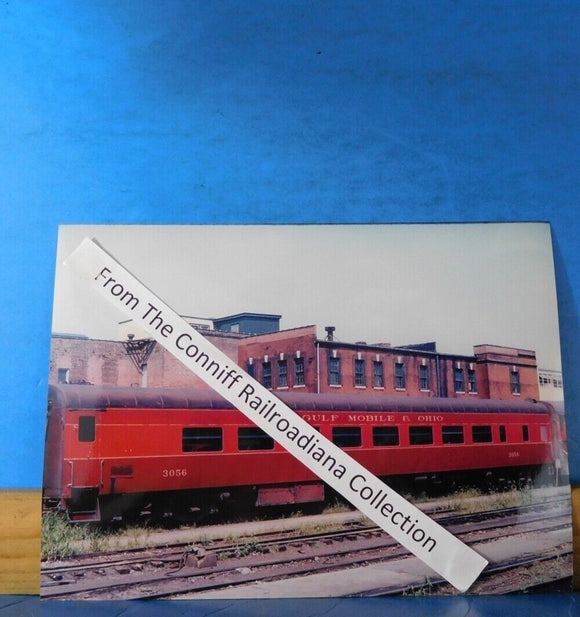 From The Conniff Railroadiana Collection
GULF MOBILE & OHIO
3056
3056